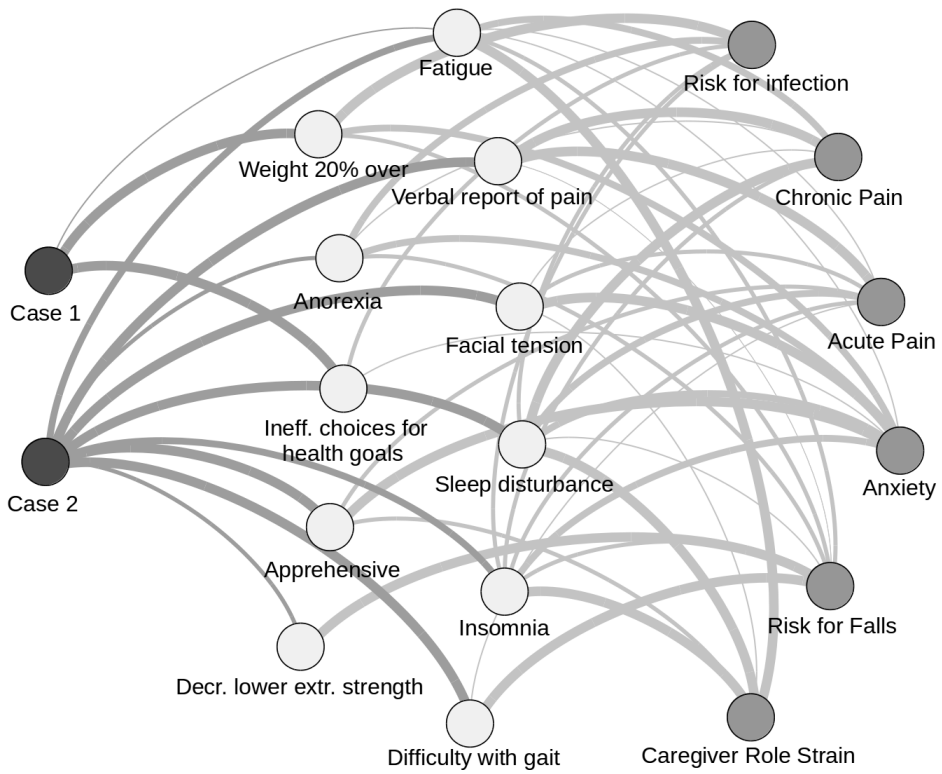 Fatigue
Risk for infection
Weight 20% over
Verbal report of pain
Chronic Pain
Case 1
Anorexia
Facial tension
Acute Pain
Ineff. choices for
health goals
Case 2
Sleep disturbance
Anxiety
Apprehensive
Insomnia
Risk for Falls
Decr. lower extr. strength
Difficulty with gait
Caregiver Role Strain